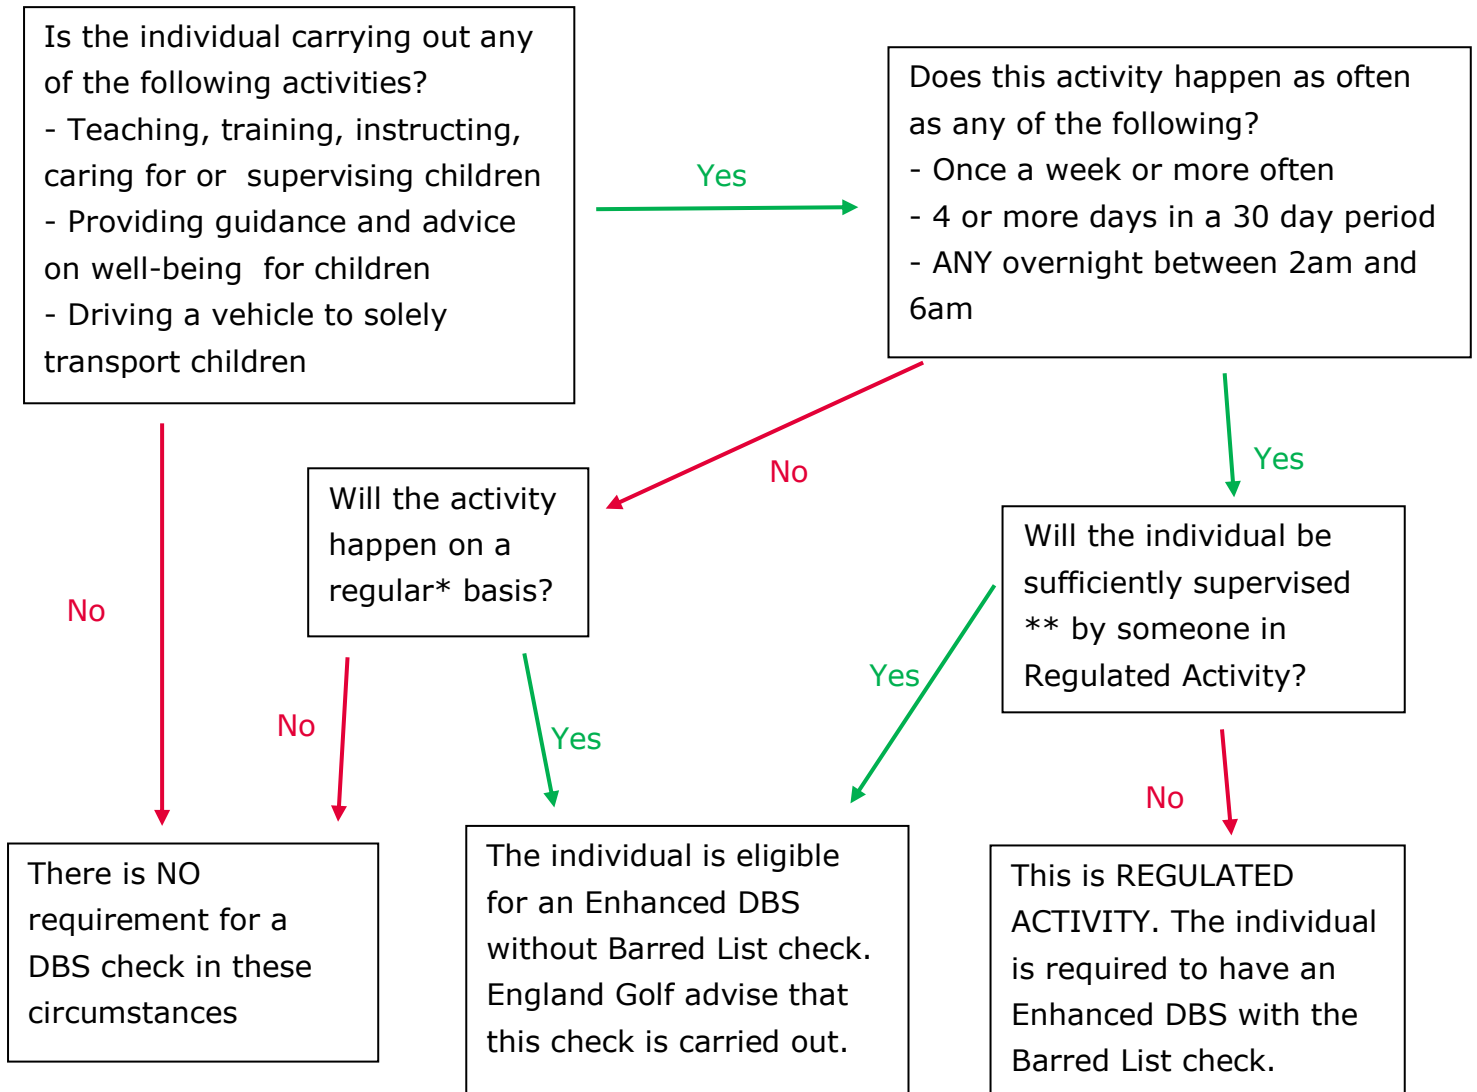 Is the individual carrying out any
of the following activities?
- Teaching, training, instructing,
caring for or  supervising children
- Providing guidance and advice
on well-being  for children
- Driving a vehicle to solely
transport children
Yes
Does this activity happen as often
as any of the following?
- Once a week or more often
- 4 or more days in a 30 day period
- ANY overnight between 2am and
6am
No
No
Yes
Will the activity
happen on a
regular* basis?
Will the individual be
sufficiently supervised
** by someone in
Regulated Activity?
No
Yes
Yes
No
There is NO
requirement for a
DBS check in these
circumstances
The individual is eligible
for an Enhanced DBS
without Barred List check.
England Golf advise that
this check is carried out.
This is REGULATED
ACTIVITY. The individual
is required to have an
Enhanced DBS with the
Barred List check.